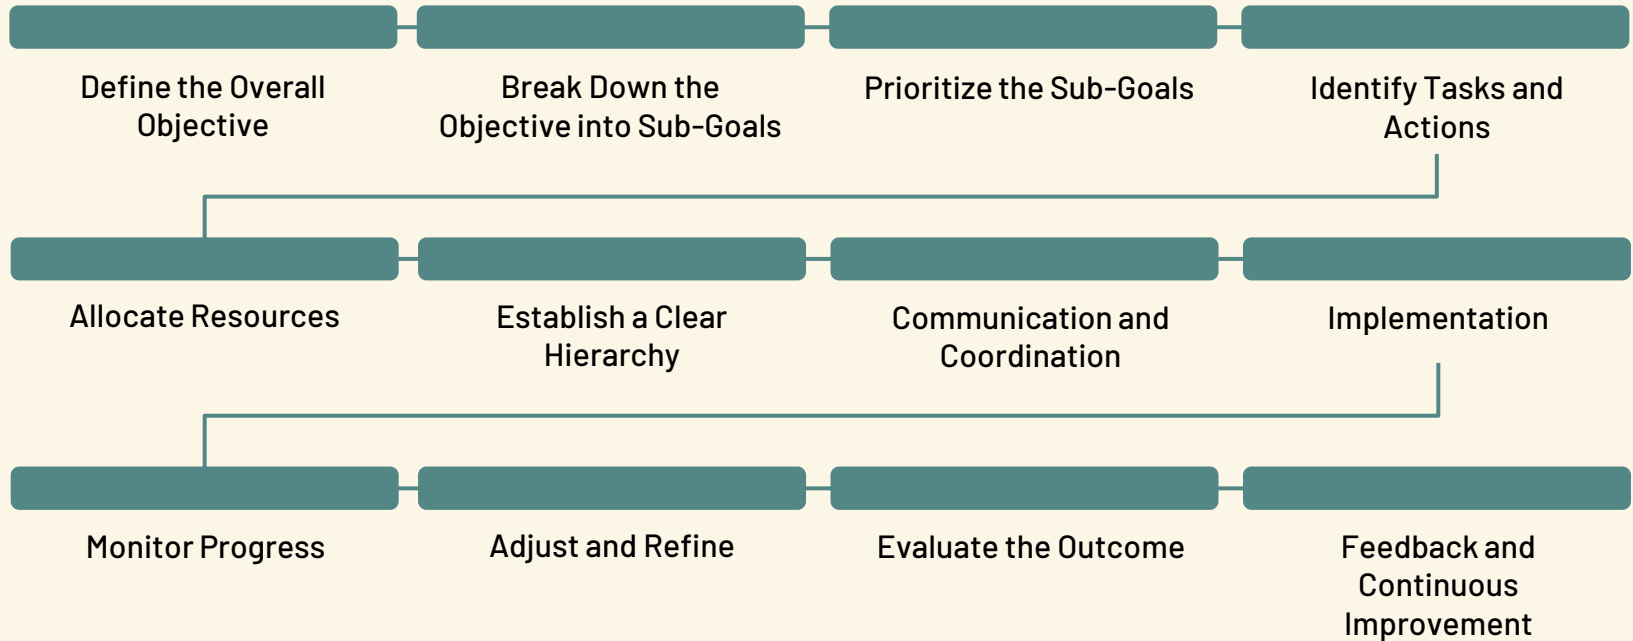 Define the Overall
Objective
Break Down the
Objective into Sub-Goals
Prioritize the Sub-Goals
Identify Tasks and
Actions
Allocate Resources
Establish a Clear
Hierarchy
Communication and
Coordination
Implementation
Monitor Progress
Adjust and Refine
Evaluate the Outcome
Feedback and
Continuous
Improvement